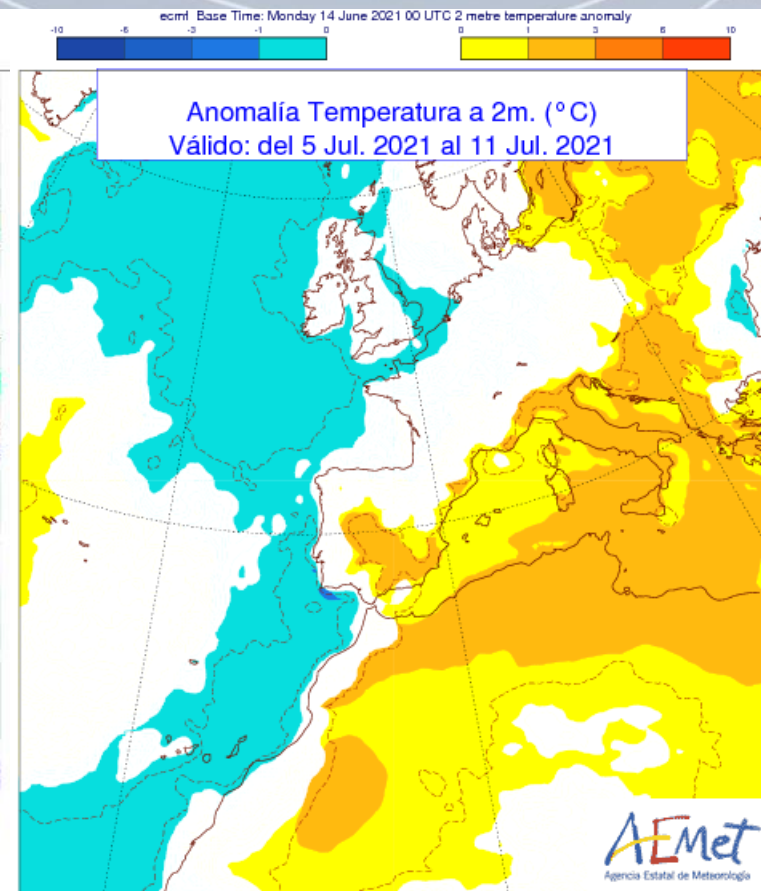 ecmf Base Time: Monday 14 June 2021 00 UTC 2 metre temperature anomaly
-10 -6 -3 -1 0 0 1 3 6 10
Anomalía Temperatura a 2m. (°C)
Válido: del 5 Jul. 2021 al 11 Jul. 2021
AEMet
Agencia Estatal de Meteorología